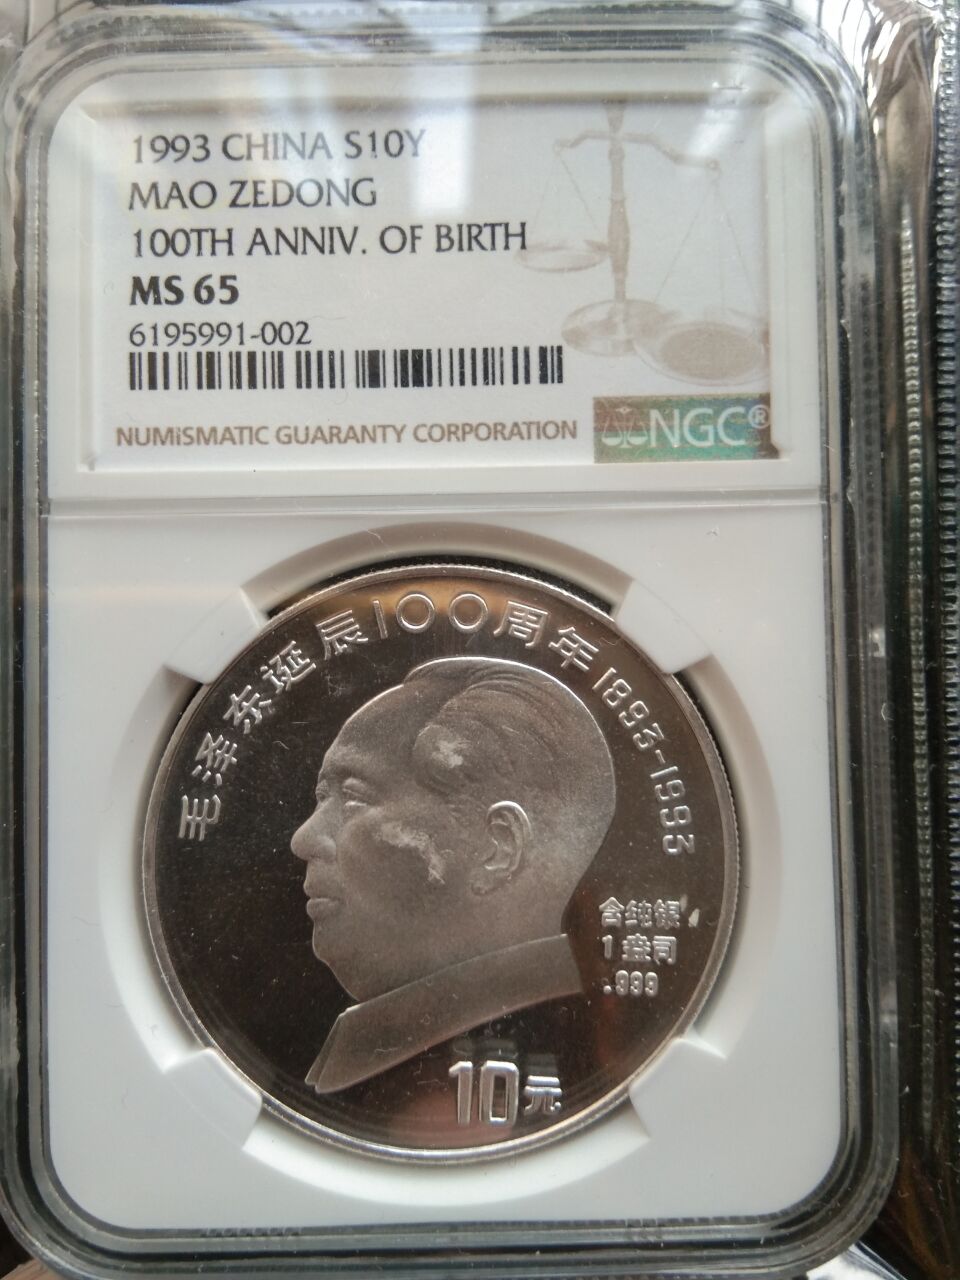 1993 CHINA S10Y
MAO ZEDONG
100TH ANNIV. OF BIRTH
MS 65
6195991-002
NUMISMATIC GUARANTY CORPORATION
NGC®
毛泽东诞辰100周年 1893-1993
含纯银
1盎司
.999
10元